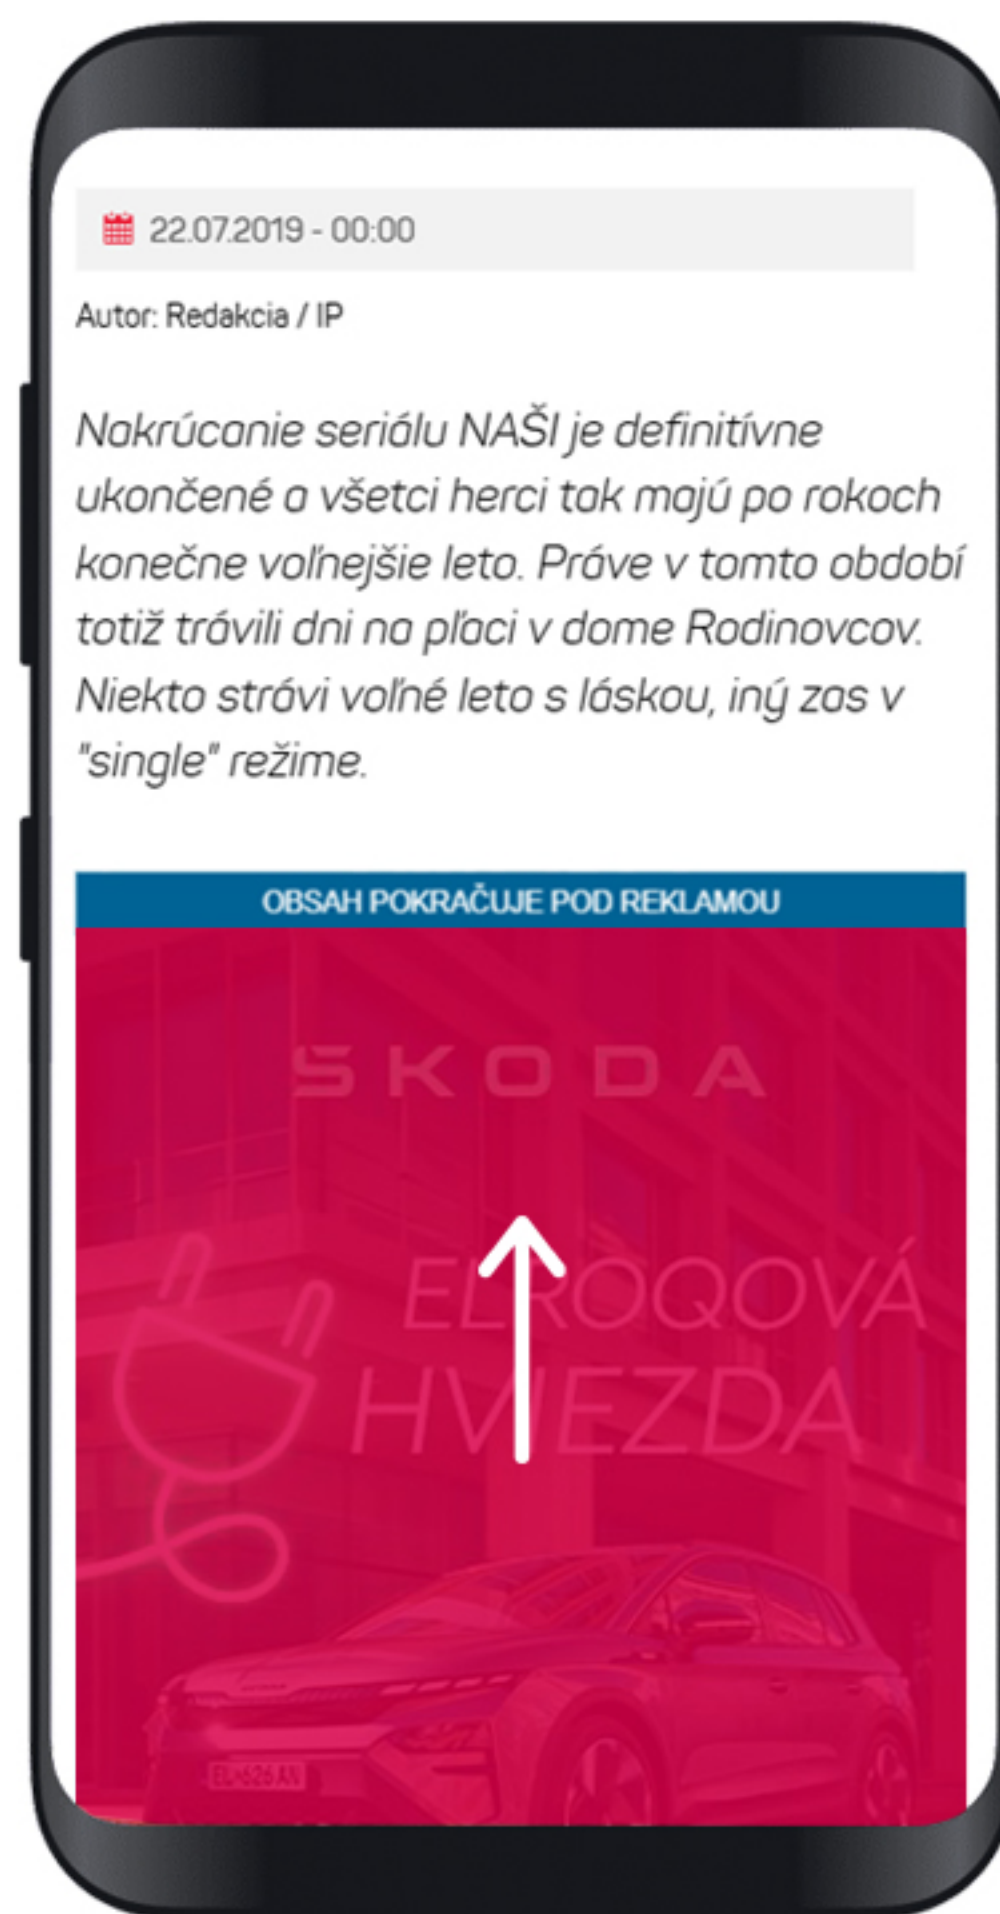 22.07.2019 - 00:00
Autor: Redakcia / IP
Nakrúcanie seriálu NAŠI je definitívne
ukončené a všetci herci tak majú po rokoch
konečne voľnejšie leto. Práve v tomto období
totiž trávili dni na pľaci v dome Rodinovcov.
Niekto strávi voľné leto s láskou, iný zas v
"single" režime.
OBSAH POKRAČUJE POD REKLAMOU
SKODA
ELROQOVÁ
HVIEZDA
EL·626AN